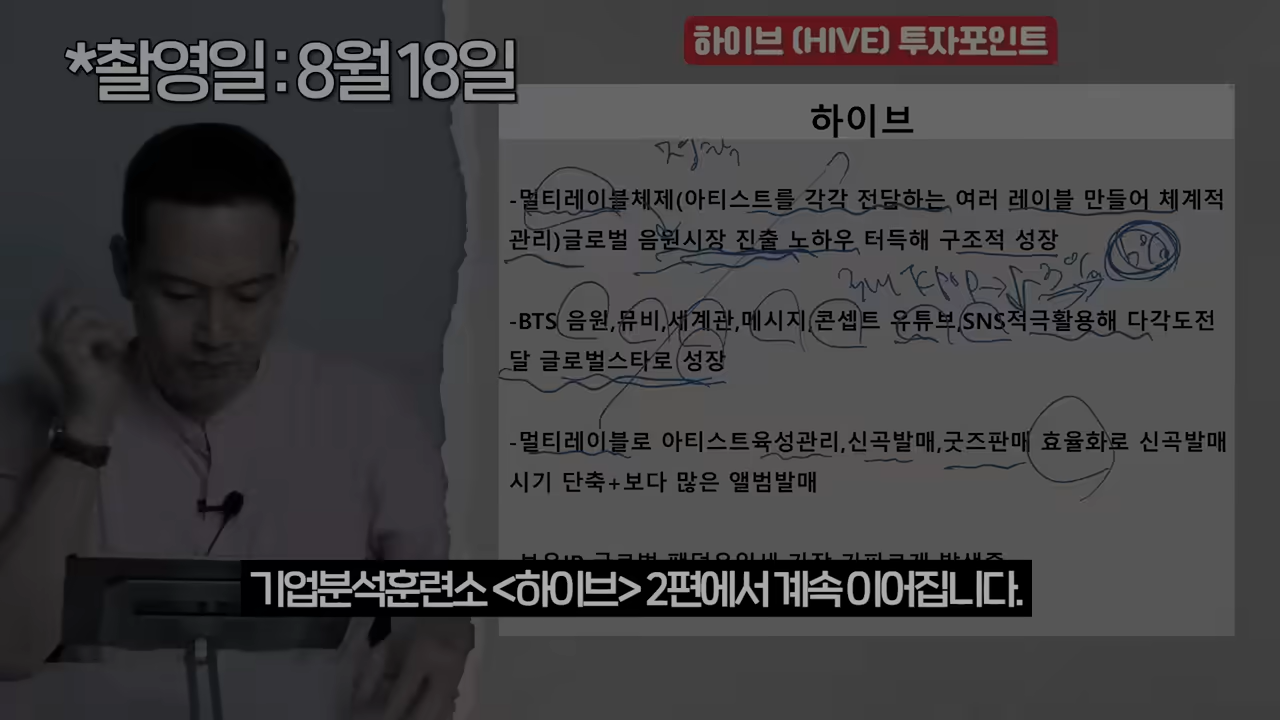 *촬영일 : 8월 18일
하이브 (HIVE) 투자포인트
하이브
-멀티레이블체제(아티스트를 각각 전담하는 여러 레이블 만들어 체계적
관리)글로벌 음원시장 진출 노하우 터득해 구조적 성장
-BTS 음원,뮤비,세계관,메시지,콘셉트 유튜브,SNS적극활용해 다각도전
달 글로벌스타로 성장
-멀티레이블로 아티스트육성관리,신곡발매,굿즈판매 효율화로 신곡발매
시기 단축+보다 많은 앨범발매
기업분석훈련소 <하이브> 2편에서 계속 이어집니다.